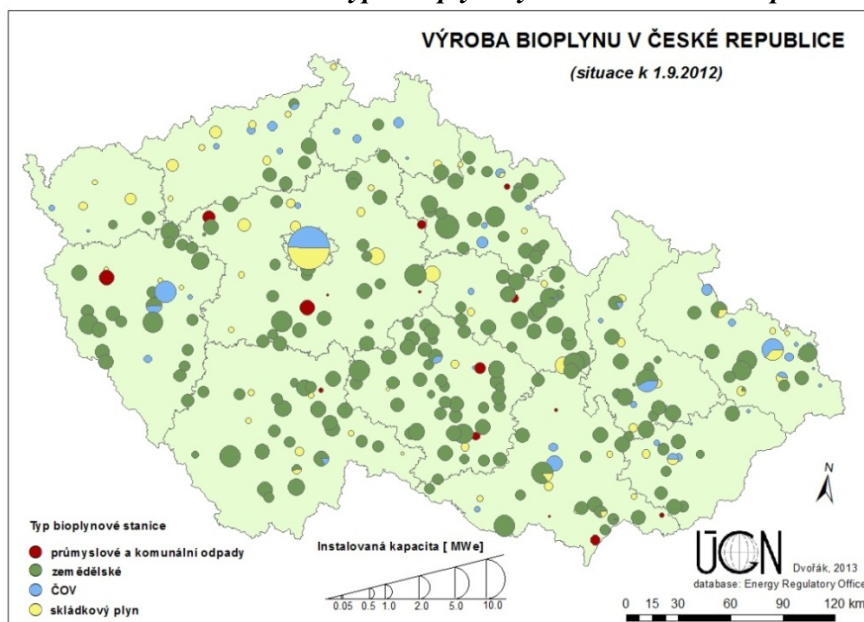 VÝROBA BIOPLYNU V ČESKÉ REPUBLICE
(situace k 1.9.2012)
N
Typ bioplynové stanice
průmyslové a komunální odpady
zemědělské
ČOV
skládkový plyn
Instalovaná kapacita [ MWe]
0.05 0.5 1.0 2.0 5.0 10.0
ÚGN
Dvořák, 2013
database: Energy Regulatory Office
0 15 30 60 90 120 km